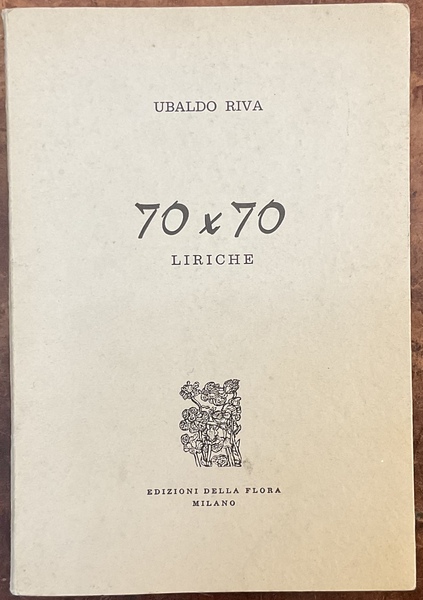 UBALDO RIVA
70 x 70
LIRICHE
EDIZIONI DELLA FLORA
MILANO